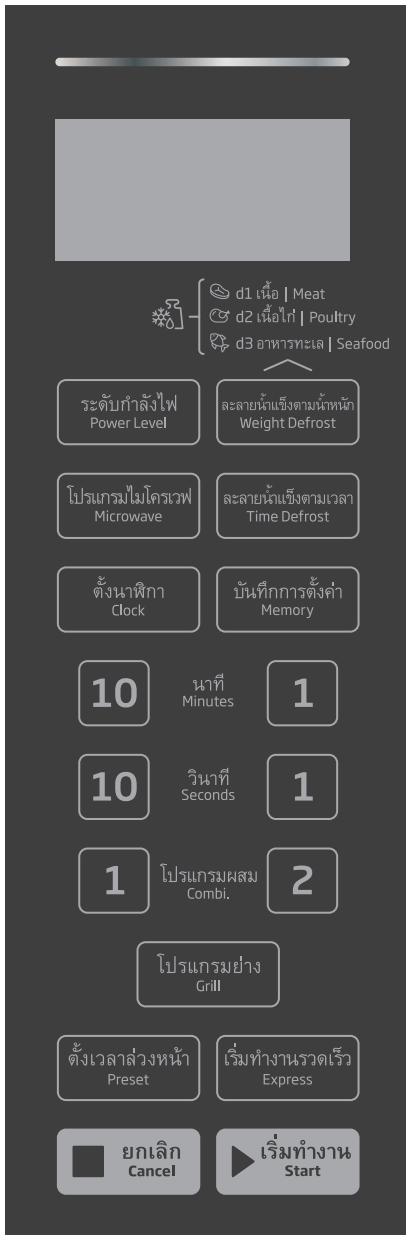 d1 เนื้อ | Meat
d2 เนื้อไก่ | Poultry
d3 อาหารทะเล | Seafood
ระดับกำลังไฟ
Power Level
ละลายน้ำแข็งตามน้ำหนัก
Weight Defrost
โปรแกรมไมโครเวฟ
Microwave
ละลายน้ำแข็งตามเวลา
Time Defrost
ตั้งนาฬิกา
Clock
บันทึกการตั้งค่า
Memory
10
นาที
Minutes
1
10
วินาที
Seconds
1
1
โปรแกรมผสม
Combi.
2
โปรแกรมย่าง
Grill
ตั้งเวลาล่วงหน้า
Preset
เริ่มทำงานรวดเร็ว
Express
ยกเลิก
Cancel
เริ่มทำงาน
Start